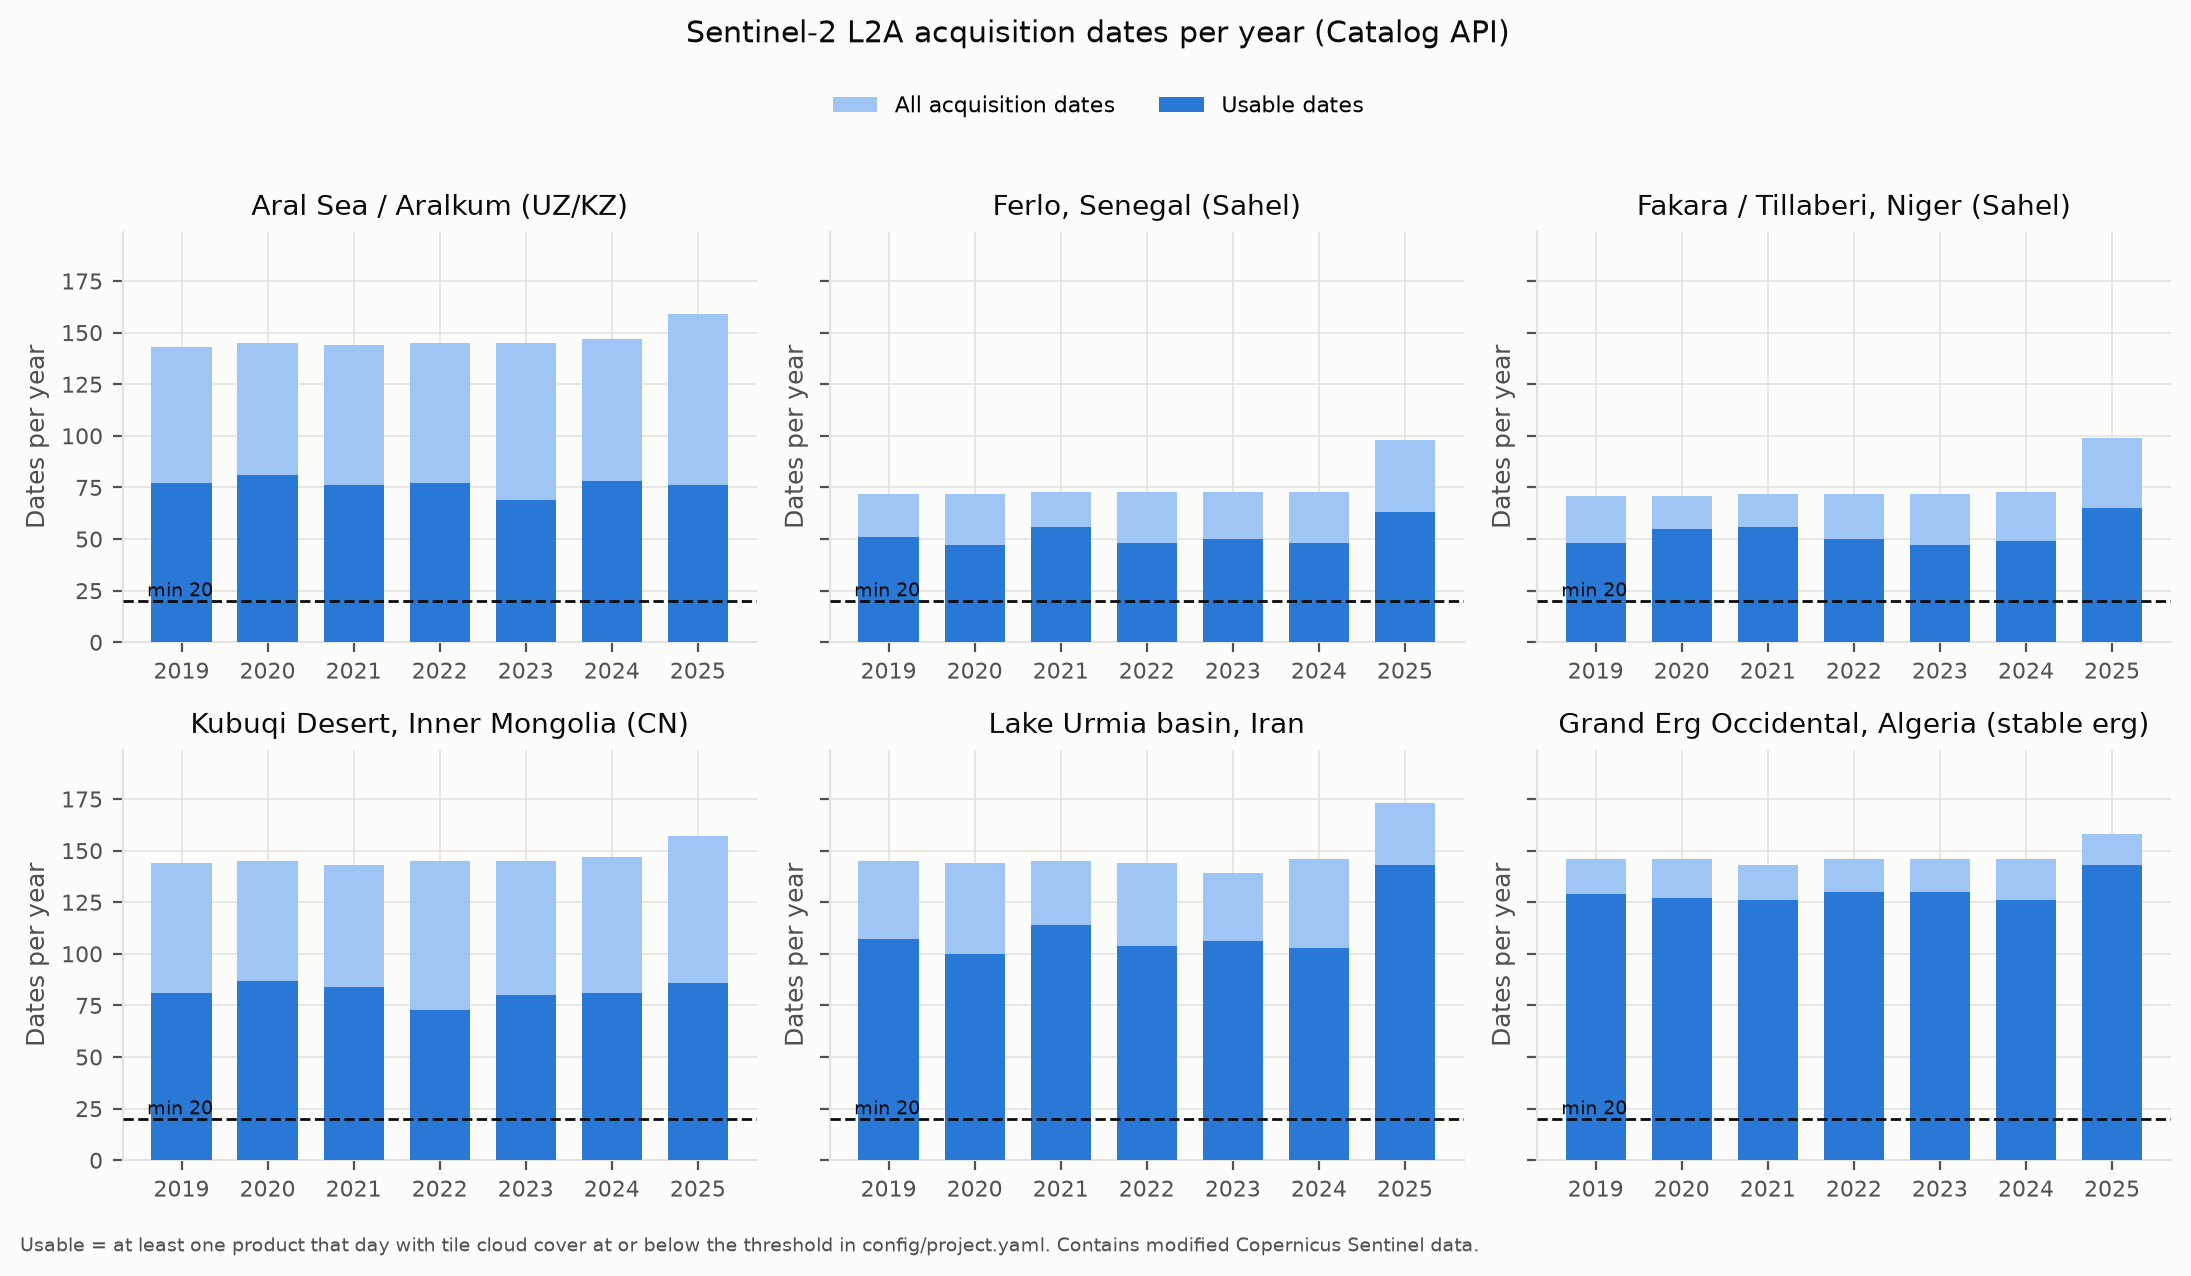 Sentinel-2 L2A acquisition dates per year (Catalog API)
All acquisition dates Usable dates
Aral Sea / Aralkum (UZ/KZ)
Dates per year
175
150
125
100
75
50
25
0
min 20
2019 2020 2021 2022 2023 2024 2025
Ferlo, Senegal (Sahel)
Dates per year
min 20
2019 2020 2021 2022 2023 2024 2025
Fakara / Tillaberi, Niger (Sahel)
Dates per year
min 20
2019 2020 2021 2022 2023 2024 2025
Kubuqi Desert, Inner Mongolia (CN)
Dates per year
175
150
125
100
75
50
25
0
min 20
2019 2020 2021 2022 2023 2024 2025
Lake Urmia basin, Iran
Dates per year
min 20
2019 2020 2021 2022 2023 2024 2025
Grand Erg Occidental, Algeria (stable erg)
Dates per year
min 20
2019 2020 2021 2022 2023 2024 2025
Usable = at least one product that day with tile cloud cover at or below the threshold in config/project.yaml. Contains modified Copernicus Sentinel data.